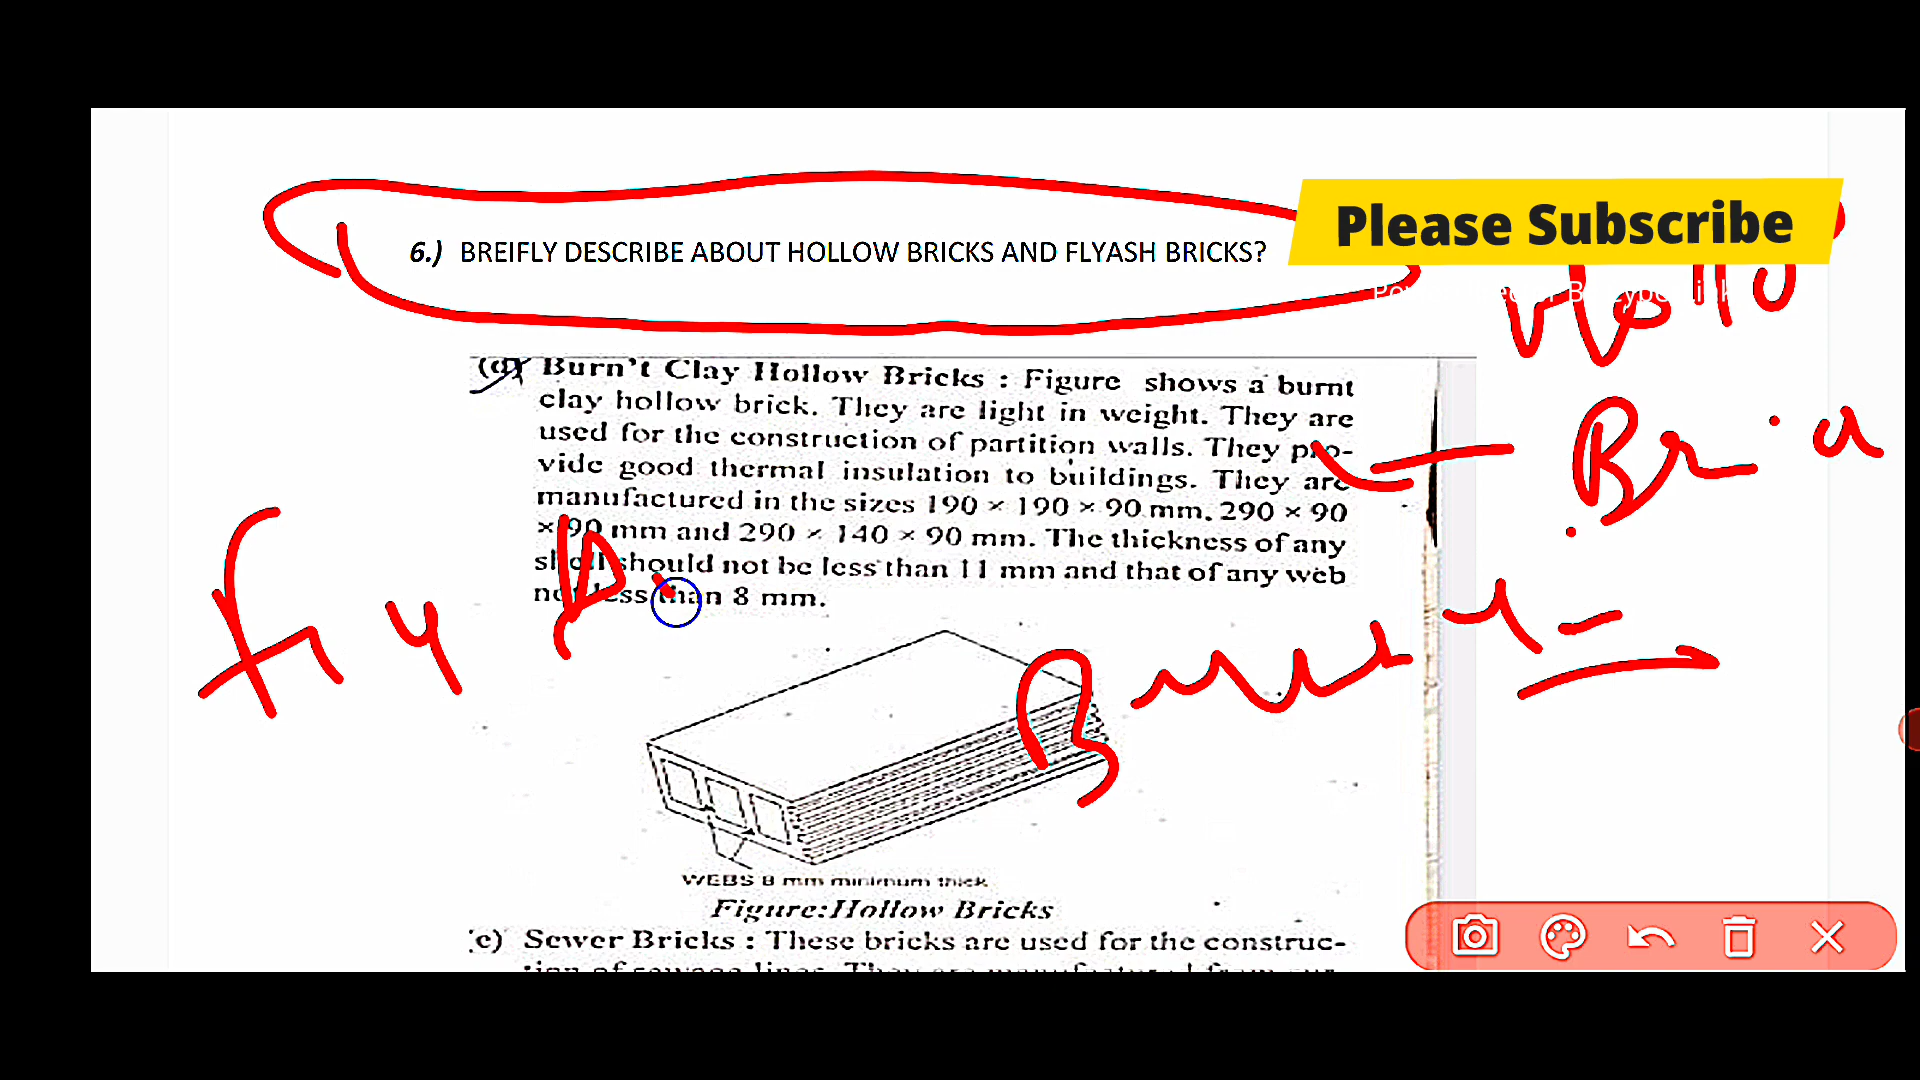 Please Subscribe
6.) BREIFLY DESCRIBE ABOUT HOLLOW BRICKS AND FLYASH BRICKS?
Hollo
(d) Burn't Clay Hollow Bricks : Figure shows a burnt
clay hollow brick. They are light in weight. They are
used for the construction of partition walls. They pro-
vide good thermal insulation to buildings. They are
manufactured in the sizes 190 × 190 × 90 mm, 290 × 90
× 90 mm and 290 × 140 × 90 mm. The thickness of any
shell should not be less than 11 mm and that of any web
not less than 8 mm.
Fly
WEBS 8 mm minimum thick
Figure:Hollow Bricks
(e) Sewer Bricks : These bricks are used for the construc-